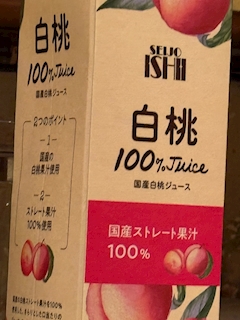 白桃
100%Juice
国産白桃ジュース
2つのポイント
1
国産の
白桃果汁使用
2
ストレート果汁
100%使用
SEIJO
ISHII
白桃
100%Juice
国産白桃ジュース
国産ストレート果汁
100%